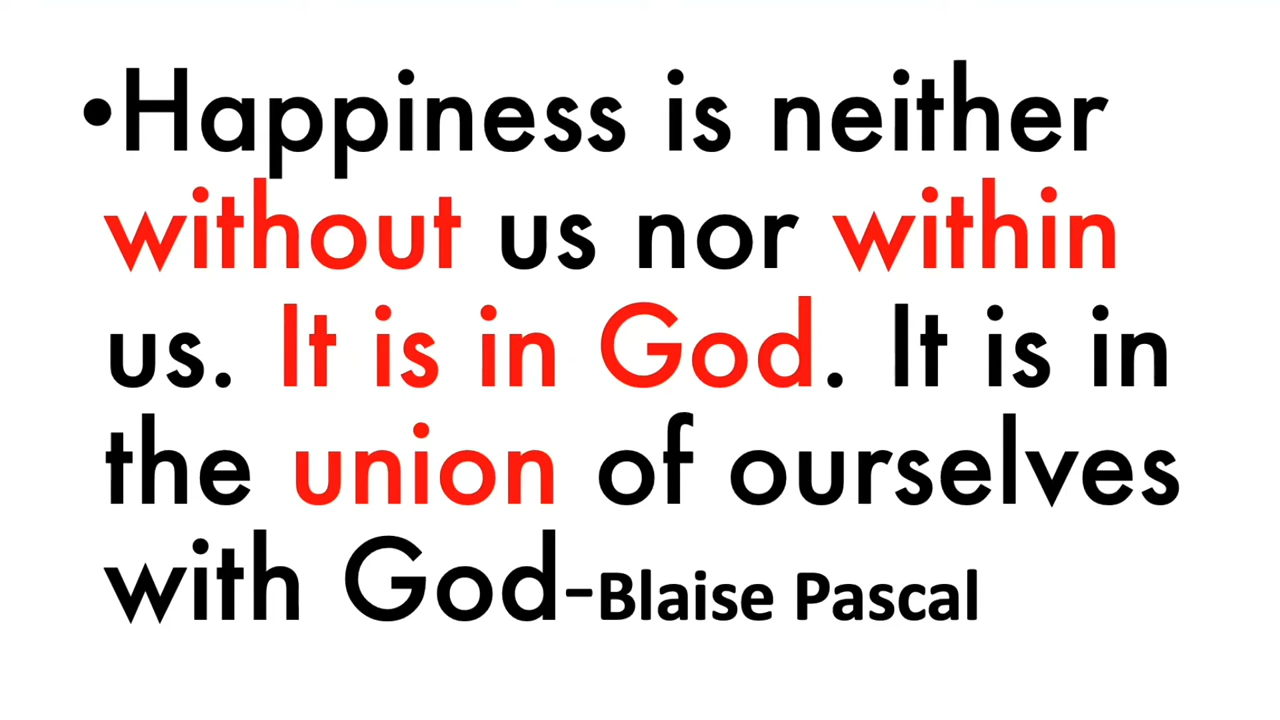 •Happiness is neither
without us nor within
us. It is in God. It is in
the union of ourselves
with God-Blaise Pascal